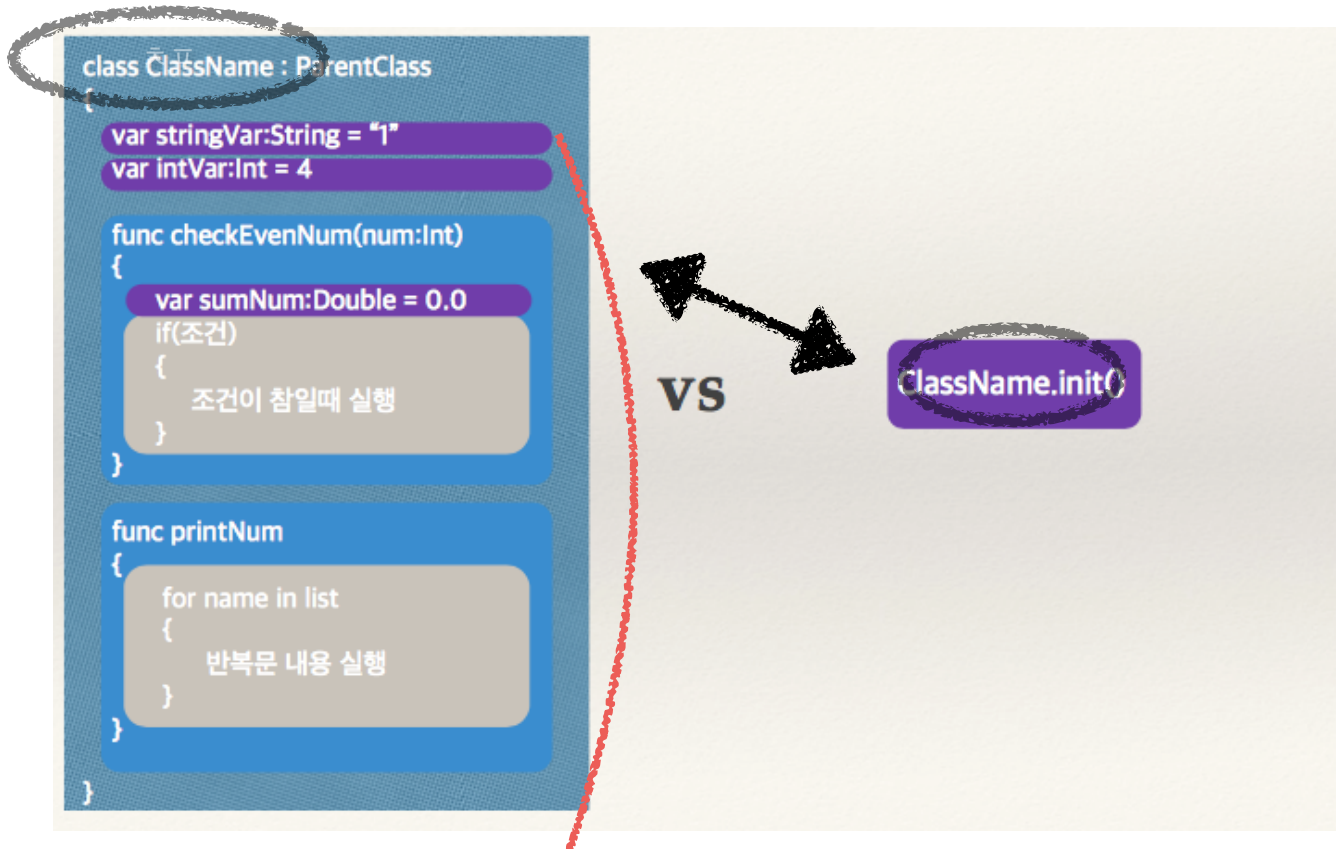 class ClassName : ParentClass
{
var stringVar:String = “1”
var intVar:Int = 4
func checkEvenNum(num:Int)
{
var sumNum:Double = 0.0
if(조건)
{
조건이 참일때 실행
}
}
func printNum
{
for name in list
{
반복문 내용 실행
}
}
}
vs
ClassName.init()